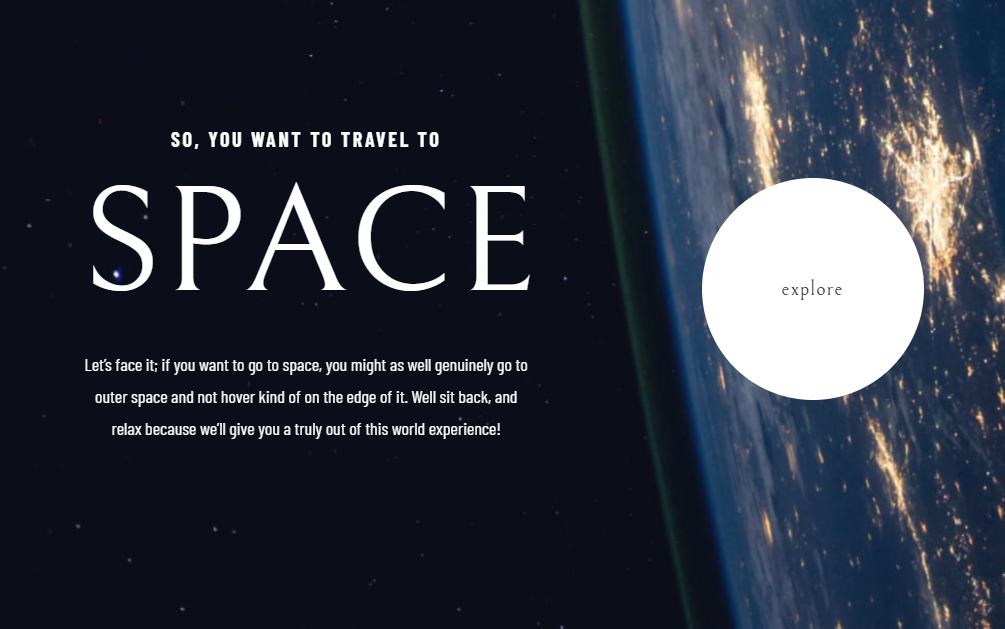 SO, YOU WANT TO TRAVEL TO
SPACE
Let's face it; if you want to go to space, you might as well genuinely go to
outer space and not hover kind of on the edge of it. Well sit back, and
relax because we'll give you a truly out of this world experience!
explore